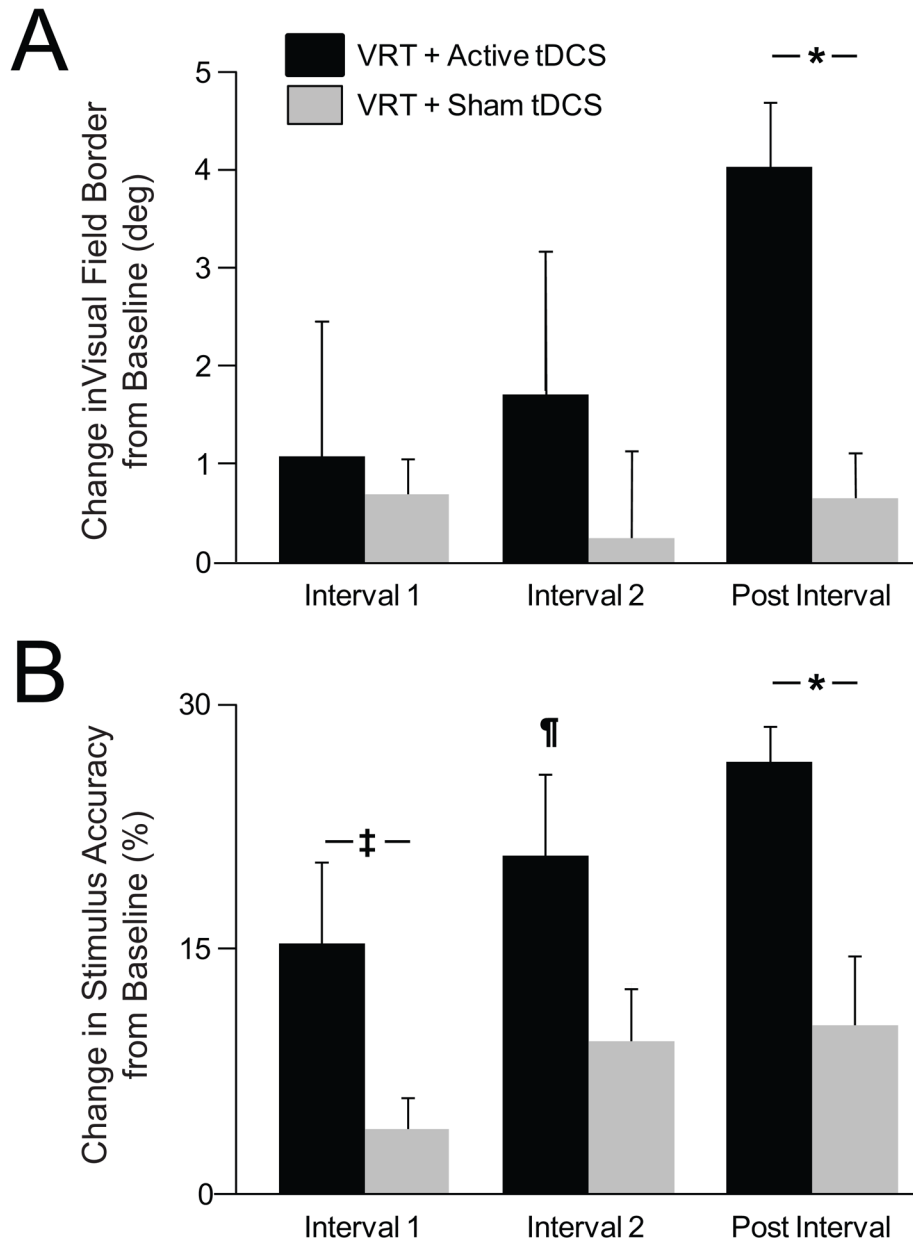 A
VRT + Active tDCS
VRT + Sham tDCS
*
Change inVisual Field Border
from Baseline (deg)
5
4
3
2
1
0
Interval 1 Interval 2 Post Interval
B
*
¶
‡
Change in Stimulus Accuracy
from Baseline (%)
30
15
0
Interval 1 Interval 2 Post Interval